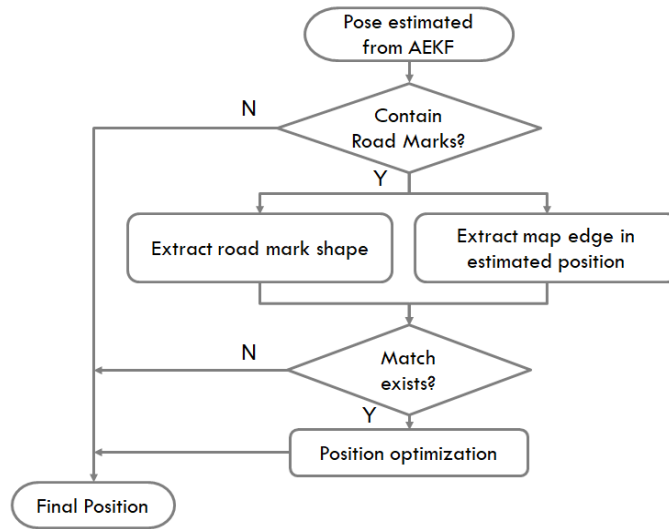 Pose estimated
from AEKF
N
Contain
Road Marks?
Y
Extract road mark shape
Extract map edge in
estimated position
N
Match
exists?
Y
Position optimization
Final Position